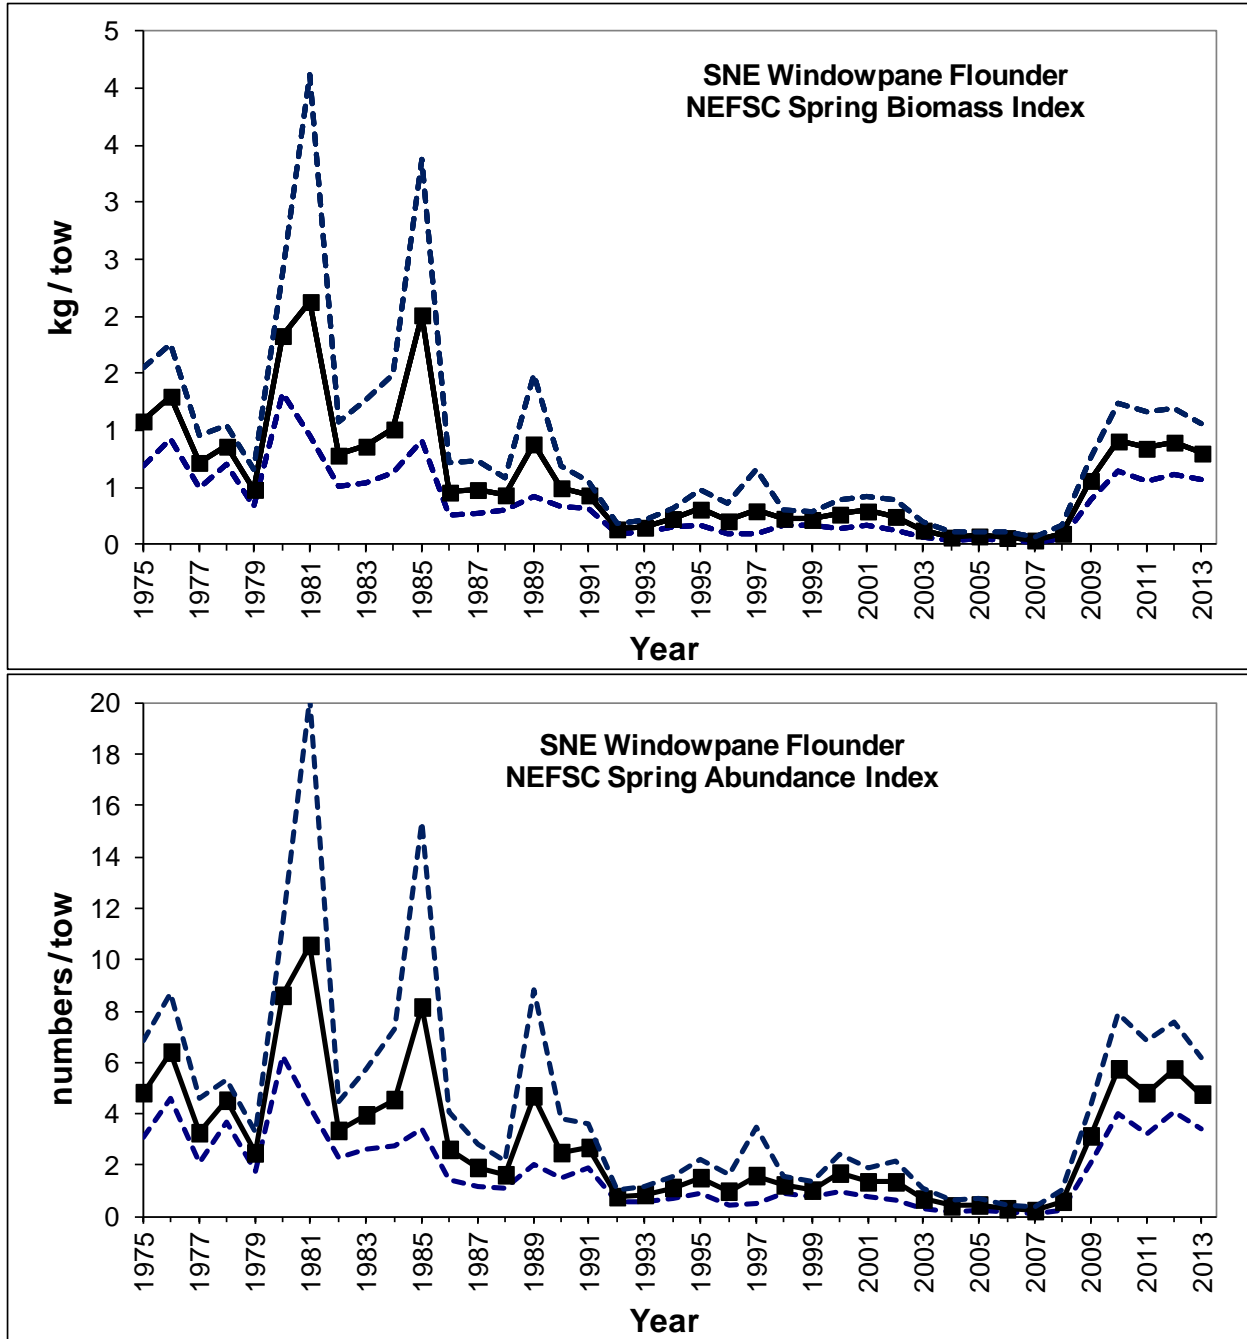 5
4
4
3
3
2
2
1
1
0
kg / tow
SNE Windowpane Flounder
NEFSC Spring Biomass Index
1975 1977 1979 1981 1983 1985 1987 1989 1991 1993 1995 1997 1999 2001 2003 2005 2007 2009 2011 2013
Year
20
18
16
14
12
10
8
6
4
2
0
numbers / tow
SNE Windowpane Flounder
NEFSC Spring Abundance Index
1975 1977 1979 1981 1983 1985 1987 1989 1991 1993 1995 1997 1999 2001 2003 2005 2007 2009 2011 2013
Year